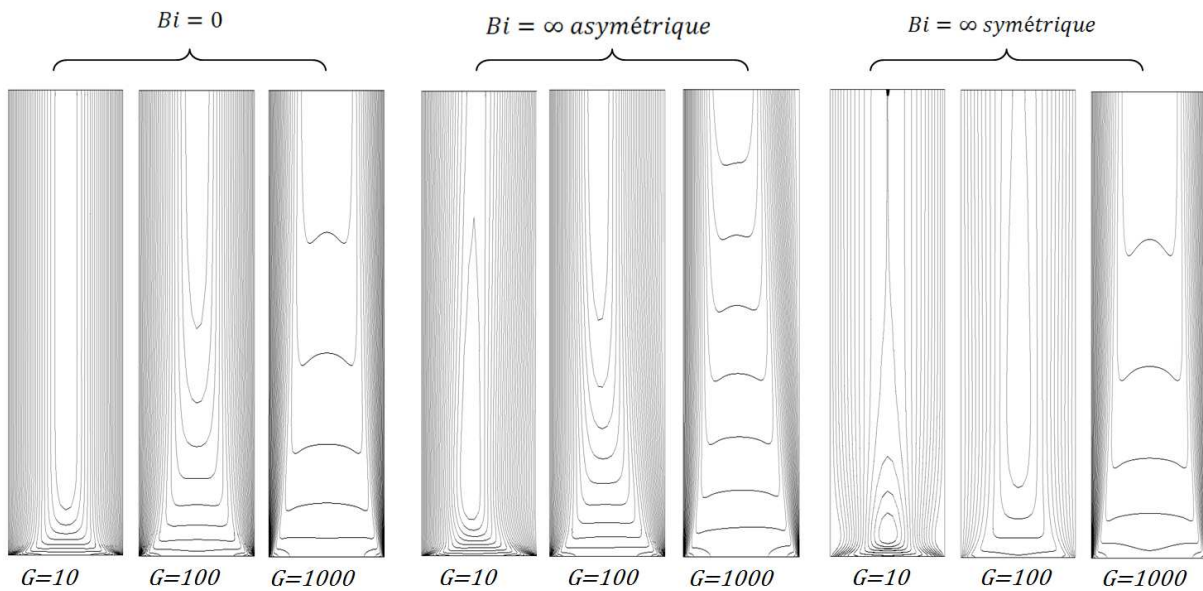 Bi = 0
Bi = ∞ asymétrique
Bi = ∞ symétrique
G=10
G=100
G=1000
G=10
G=100
G=1000
G=10
G=100
G=1000